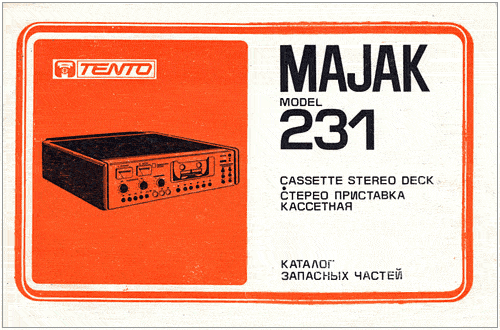 TENTO
MAJAK
MODEL
231
CASSETTE STEREO DECK
СТЕРЕО ПРИСТАВКА
КАССЕТНАЯ
КАТАЛОГ
ЗАПАСНЫХ ЧАСТЕЙ